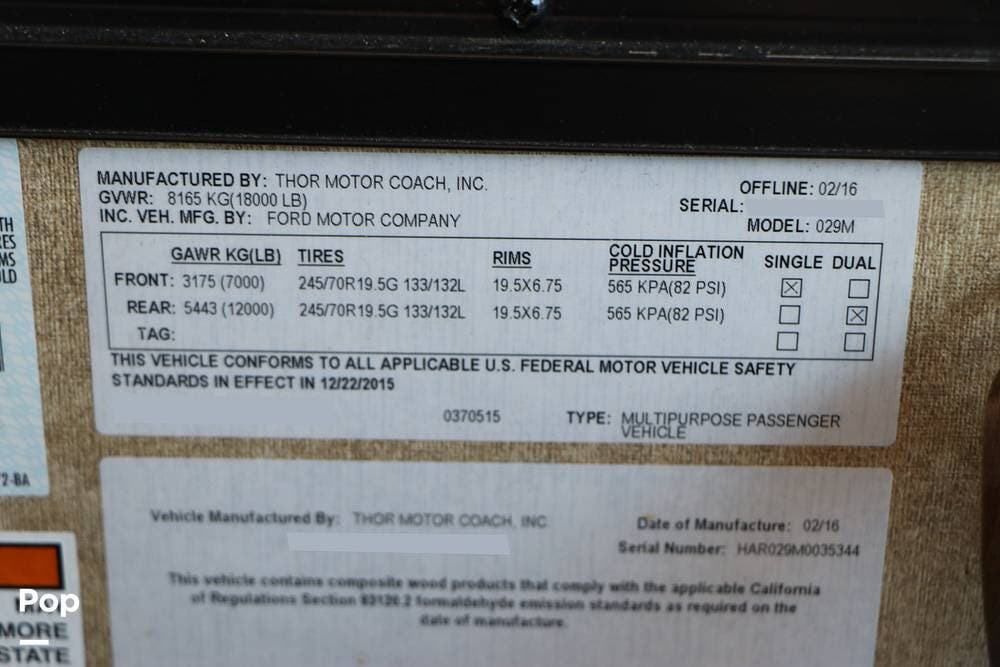 MANUFACTURED BY: THOR MOTOR COACH, INC.
OFFLINE: 02/16
GVWR: 8165 KG(18000 LB)
SERIAL:
INC. VEH. MFG. BY: FORD MOTOR COMPANY
MODEL: 029M
GAWR KG(LB) TIRES RIMS COLD INFLATION PRESSURE SINGLE DUAL
FRONT: 3175 (7000) 245/70R19.5G 133/132L 19.5X6.75 565 KPA(82 PSI)
REAR: 5443 (12000) 245/70R19.5G 133/132L 19.5X6.75 565 KPA(82 PSI)
TAG:
THIS VEHICLE CONFORMS TO ALL APPLICABLE U.S. FEDERAL MOTOR VEHICLE SAFETY
STANDARDS IN EFFECT IN 12/22/2015
0370515 TYPE: MULTIPURPOSE PASSENGER
VEHICLE
Vehicle Manufactured By: THOR MOTOR COACH, INC
Date of Manufacture: 02/16
Serial Number: HAR029M0035344
This vehicle contains composite wood products that comply with the applicable California
of Regulations Section 93120.2 formaldehyde emission standards as required on the
date of manufacture.
TH
ES
MS
LD
2-BA
Pop
MORE
STATE